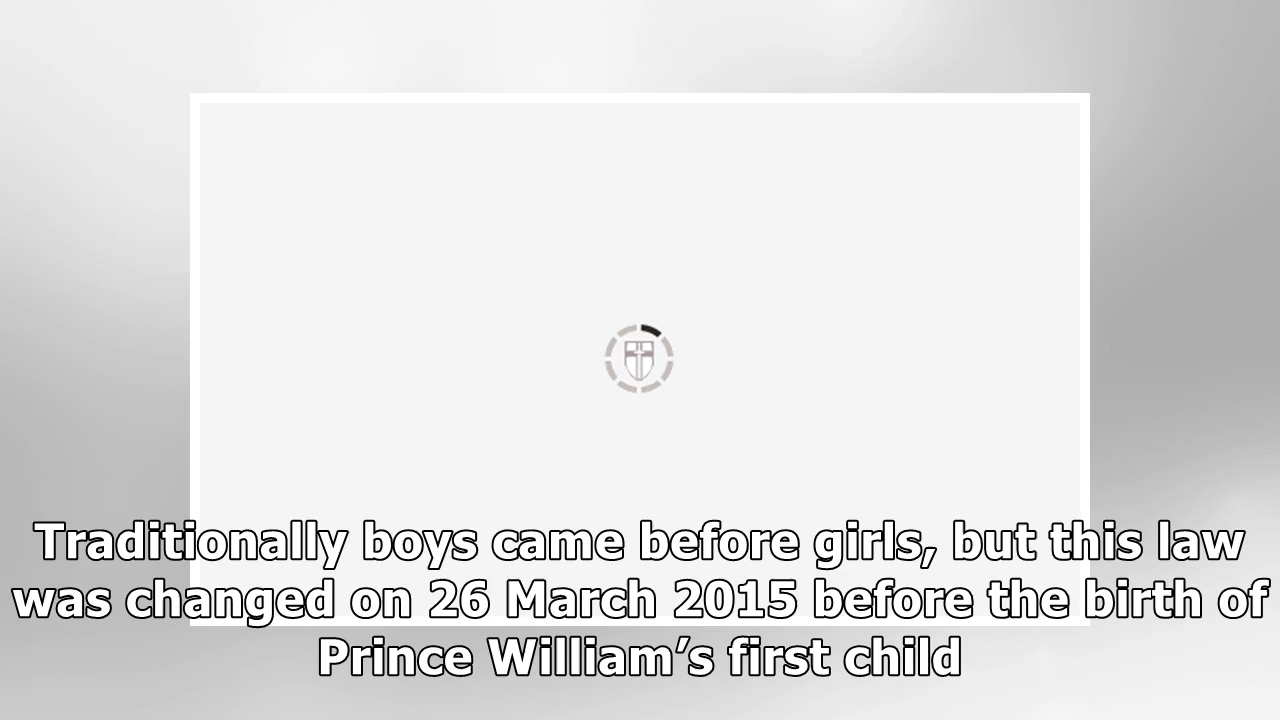 Traditionally boys came before girls, but this law
was changed on 26 March 2015 before the birth of
Prince William’s first child